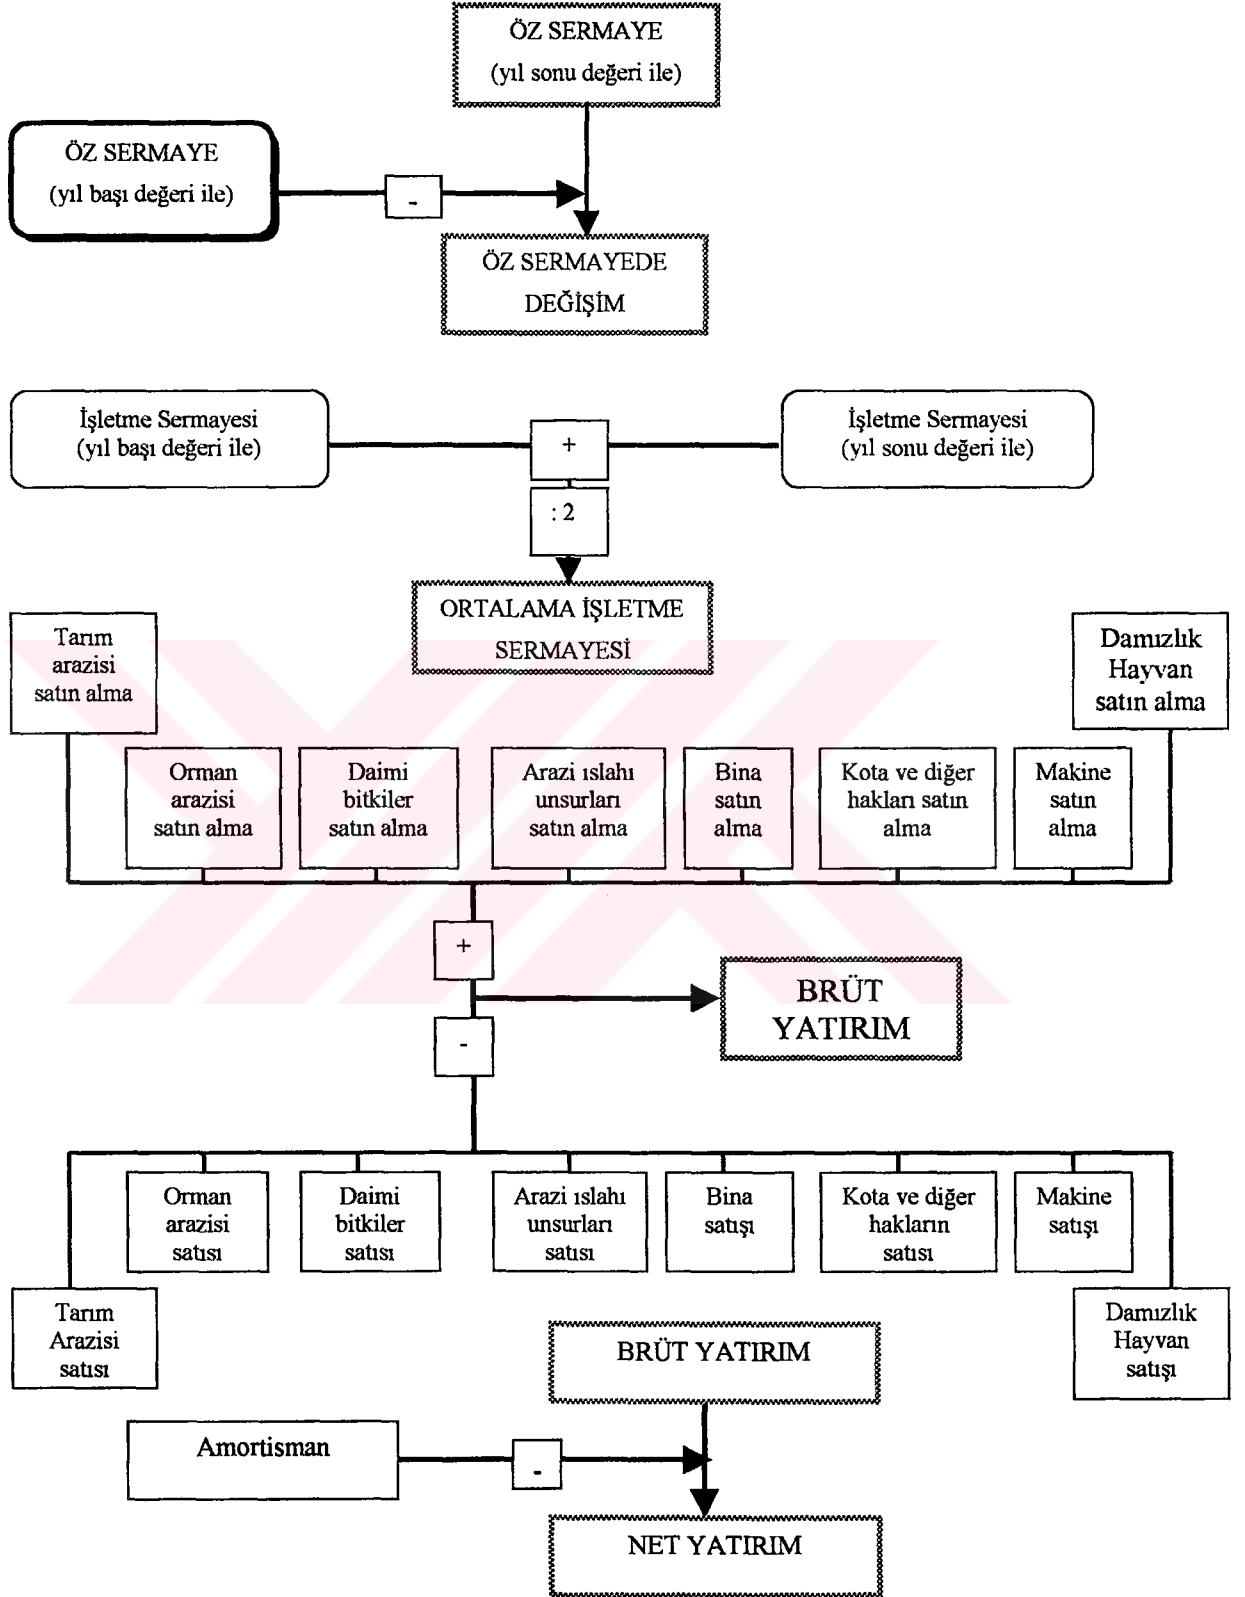 ÖZ SERMAYE
(yıl sonu değeri ile)
ÖZ SERMAYE
(yıl başı değeri ile)
-
ÖZ SERMAYEDE
DEĞİŞİM
İşletme Sermayesi
(yıl başı değeri ile)
+
İşletme Sermayesi
(yıl sonu değeri ile)
: 2
ORTALAMA İŞLETME
SERMAYESİ
Tarım
arazisi
satın alma
Damızlık
Hayvan
satın alma
Orman
arazisi
satın alma
Daimi
bitkiler
satın alma
Arazi ıslahı
unsurları
satın alma
Bina
satın
alma
Kota ve diğer
hakları satın
alma
Makine
satın
alma
+
BRÜT
YATIRIM
-
Orman
arazisi
satısı
Daimi
bitkiler
satısı
Arazi ıslahı
unsurları
satısı
Bina
satışı
Kota ve diğer
hakların
satısı
Makine
satışı
Tarım
Arazisi
satısı
Damızlık
Hayvan
satışı
BRÜT YATIRIM
Amortisman
-
NET YATIRIM